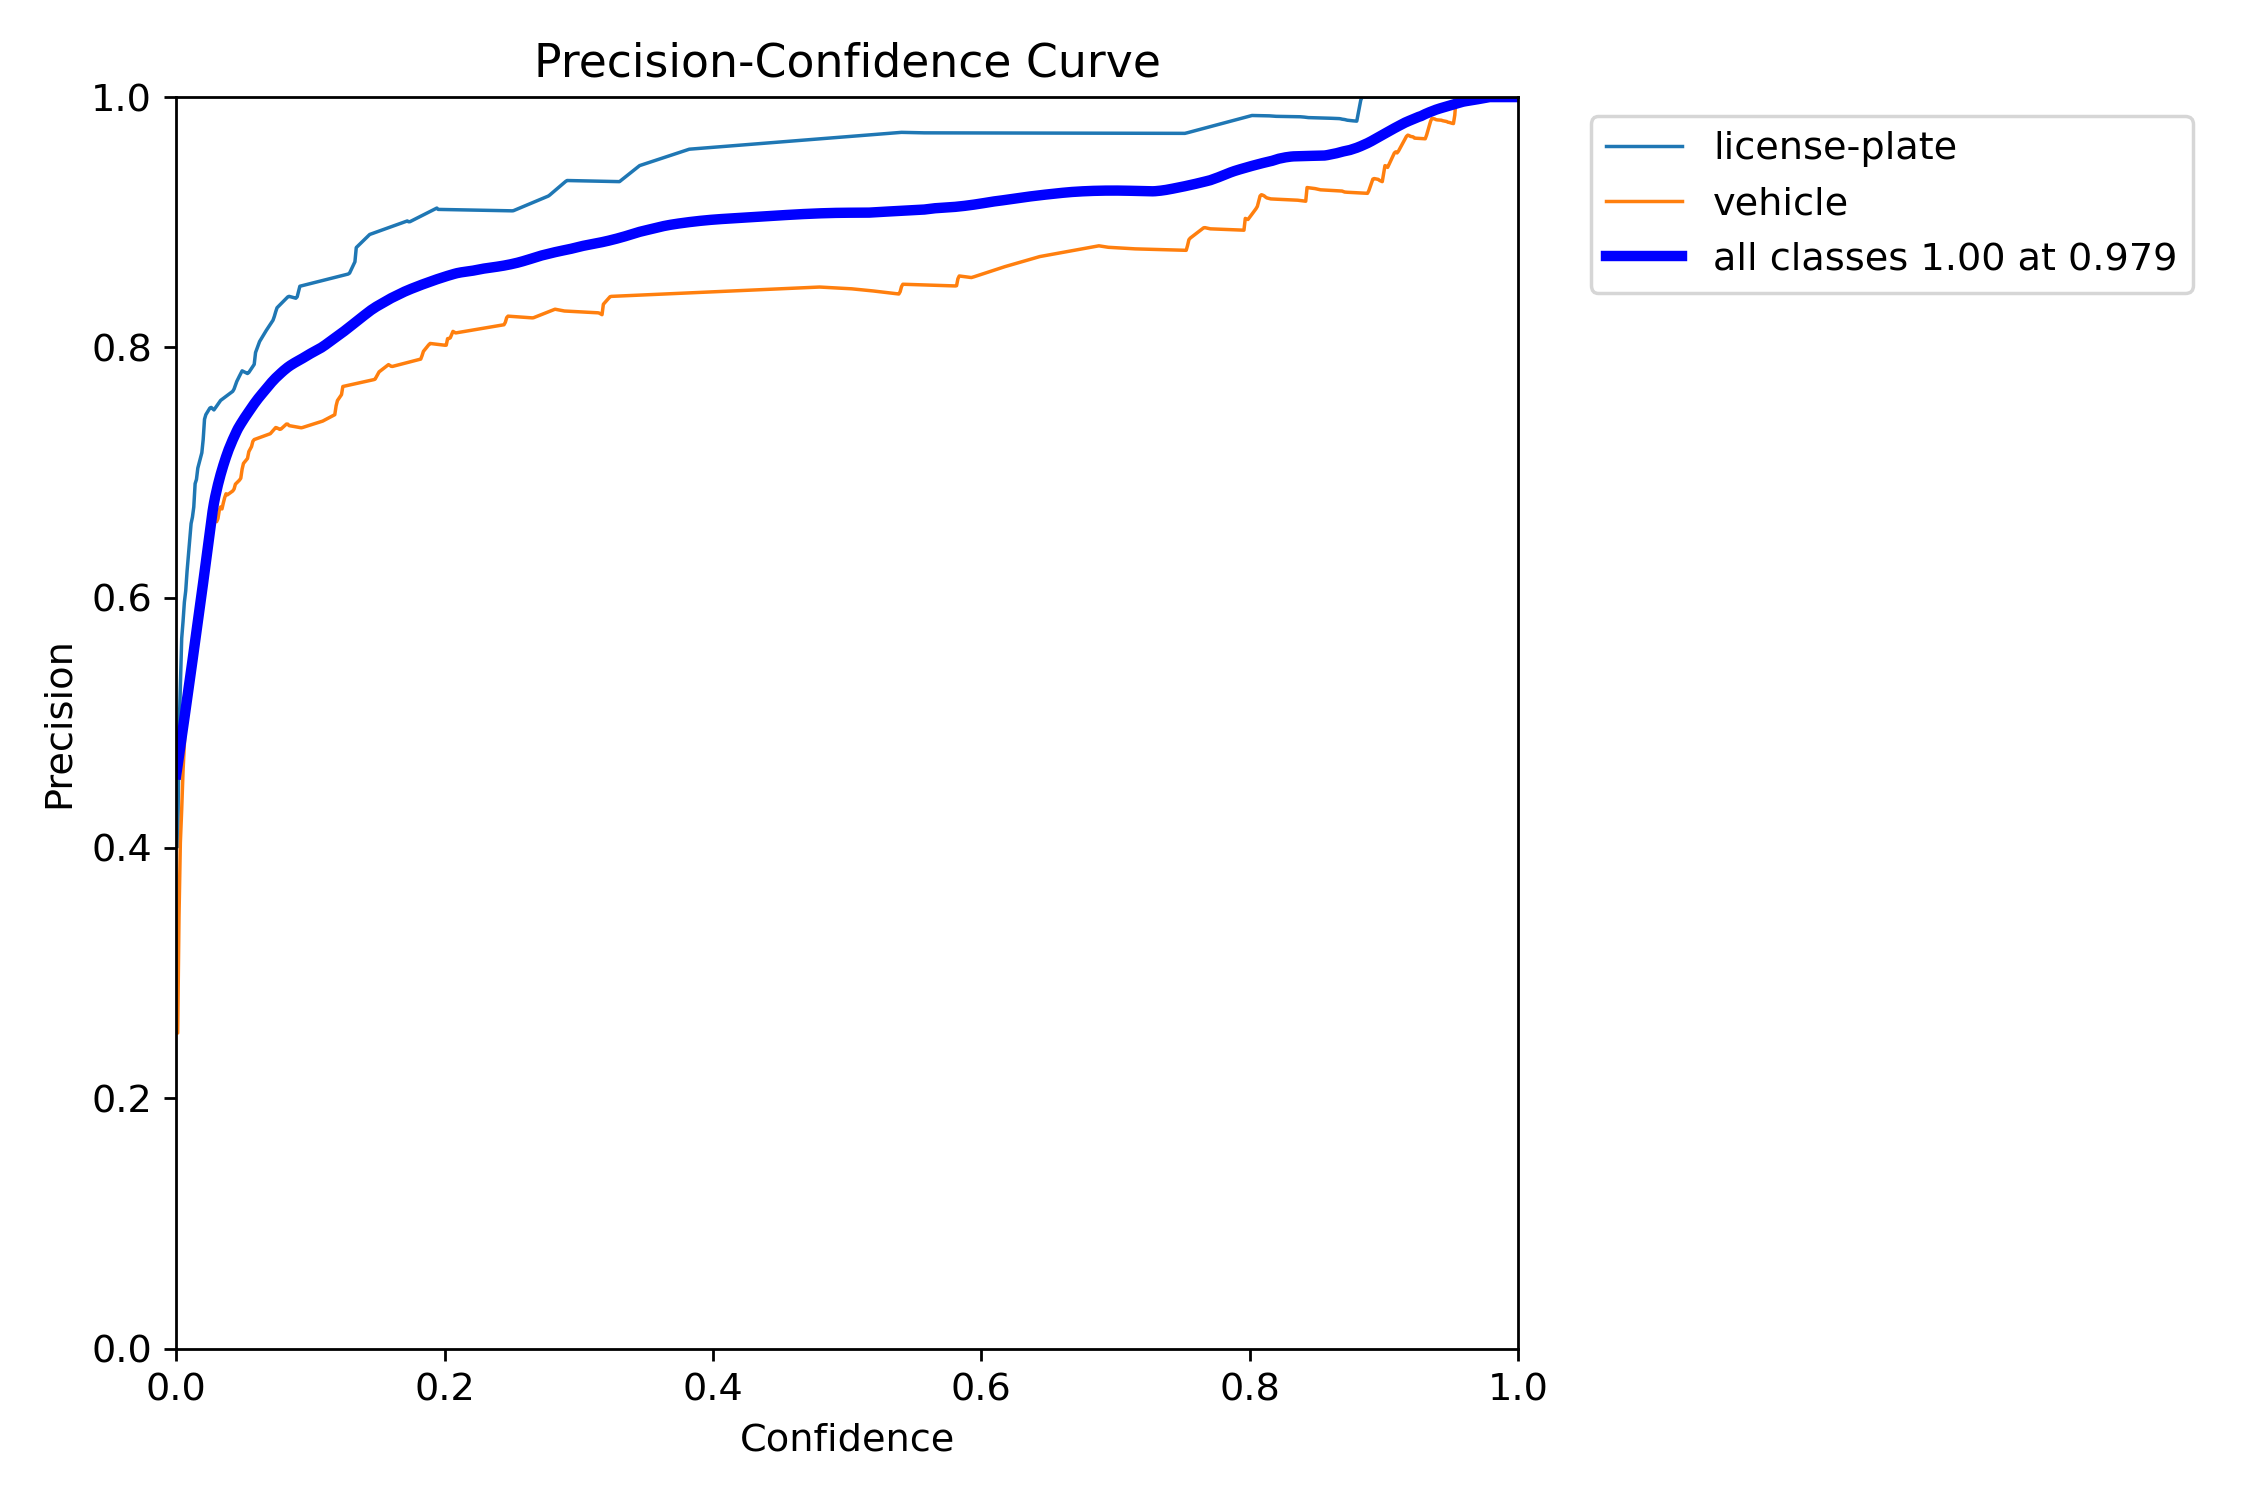 Precision-Confidence Curve
1.0
0.8
0.6
0.4
0.2
0.0
Precision
0.0 0.2 0.4 0.6 0.8 1.0
Confidence
license-plate
vehicle
all classes 1.00 at 0.979